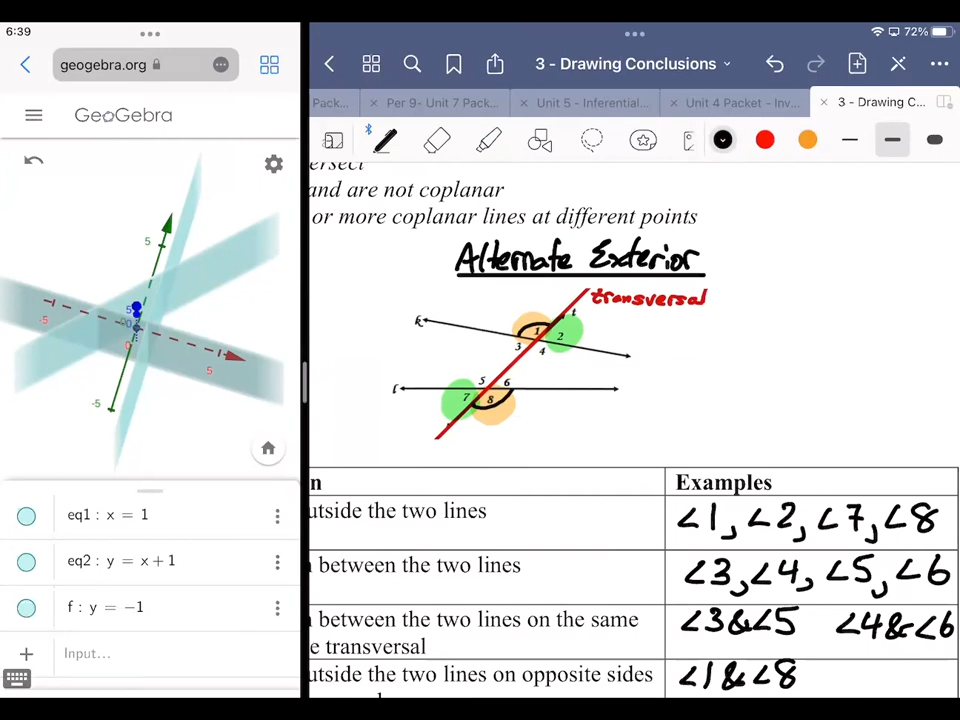 6:39
72%
geogebra.org
3 - Drawing Conclusions
Pack...
Per 9- Unit 7 Pack...
Unit 5 - Inferential...
Unit 4 Packet - Inv...
3 - Drawing C...
GeoGebra
and are not coplanar
or more coplanar lines at different points
Alternate Exterior
transversal
k
t
1
2
3
4
5
6
l
7
8
5
5
0
0
-5
5
-5
n
Examples
utside the two lines
∠1, ∠2, ∠7, ∠8
n between the two lines
∠3, ∠4, ∠5, ∠6
n between the two lines on the same
e transversal
∠3&∠5 ∠4&∠6
utside the two lines on opposite sides
∠1&∠8
eq1 : x = 1
eq2 : y = x + 1
f : y = −1
Input...